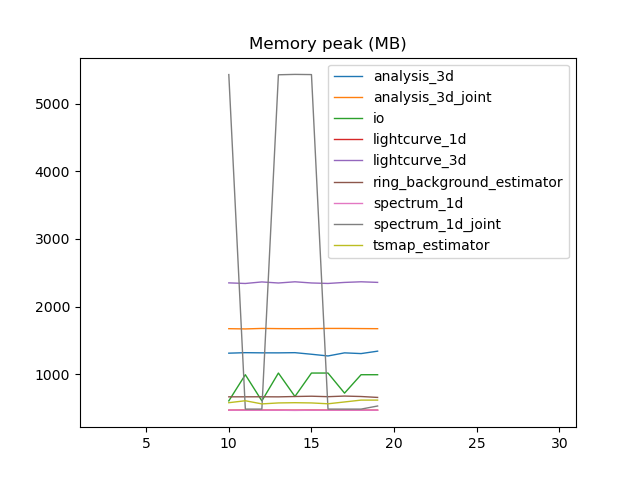 Memory peak (MB)
analysis_3d
analysis_3d_joint
io
lightcurve_1d
lightcurve_3d
ring_background_estimator
spectrum_1d
spectrum_1d_joint
tsmap_estimator
5000
4000
3000
2000
1000
5 10 15 20 25 30